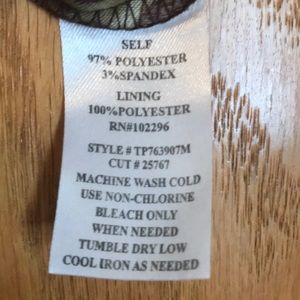 SELF
97% POLYESTER
3%SPANDEX
LINING
100%POLYESTER
RN#102296
STYLE # TP763907M
CUT # 25767
MACHINE WASH COLD
USE NON-CHLORINE
BLEACH ONLY
WHEN NEEDED
TUMBLE DRY LOW
COOL IRON AS NEEDED